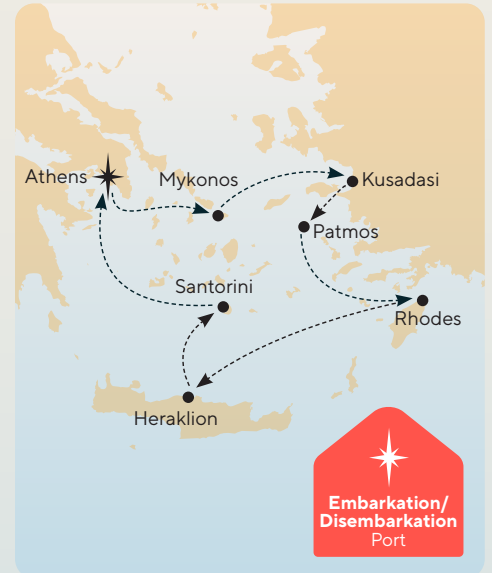 Athens
Mykonos
Kusadasi
Patmos
Santorini
Rhodes
Heraklion
Embarkation/
Disembarkation
Port